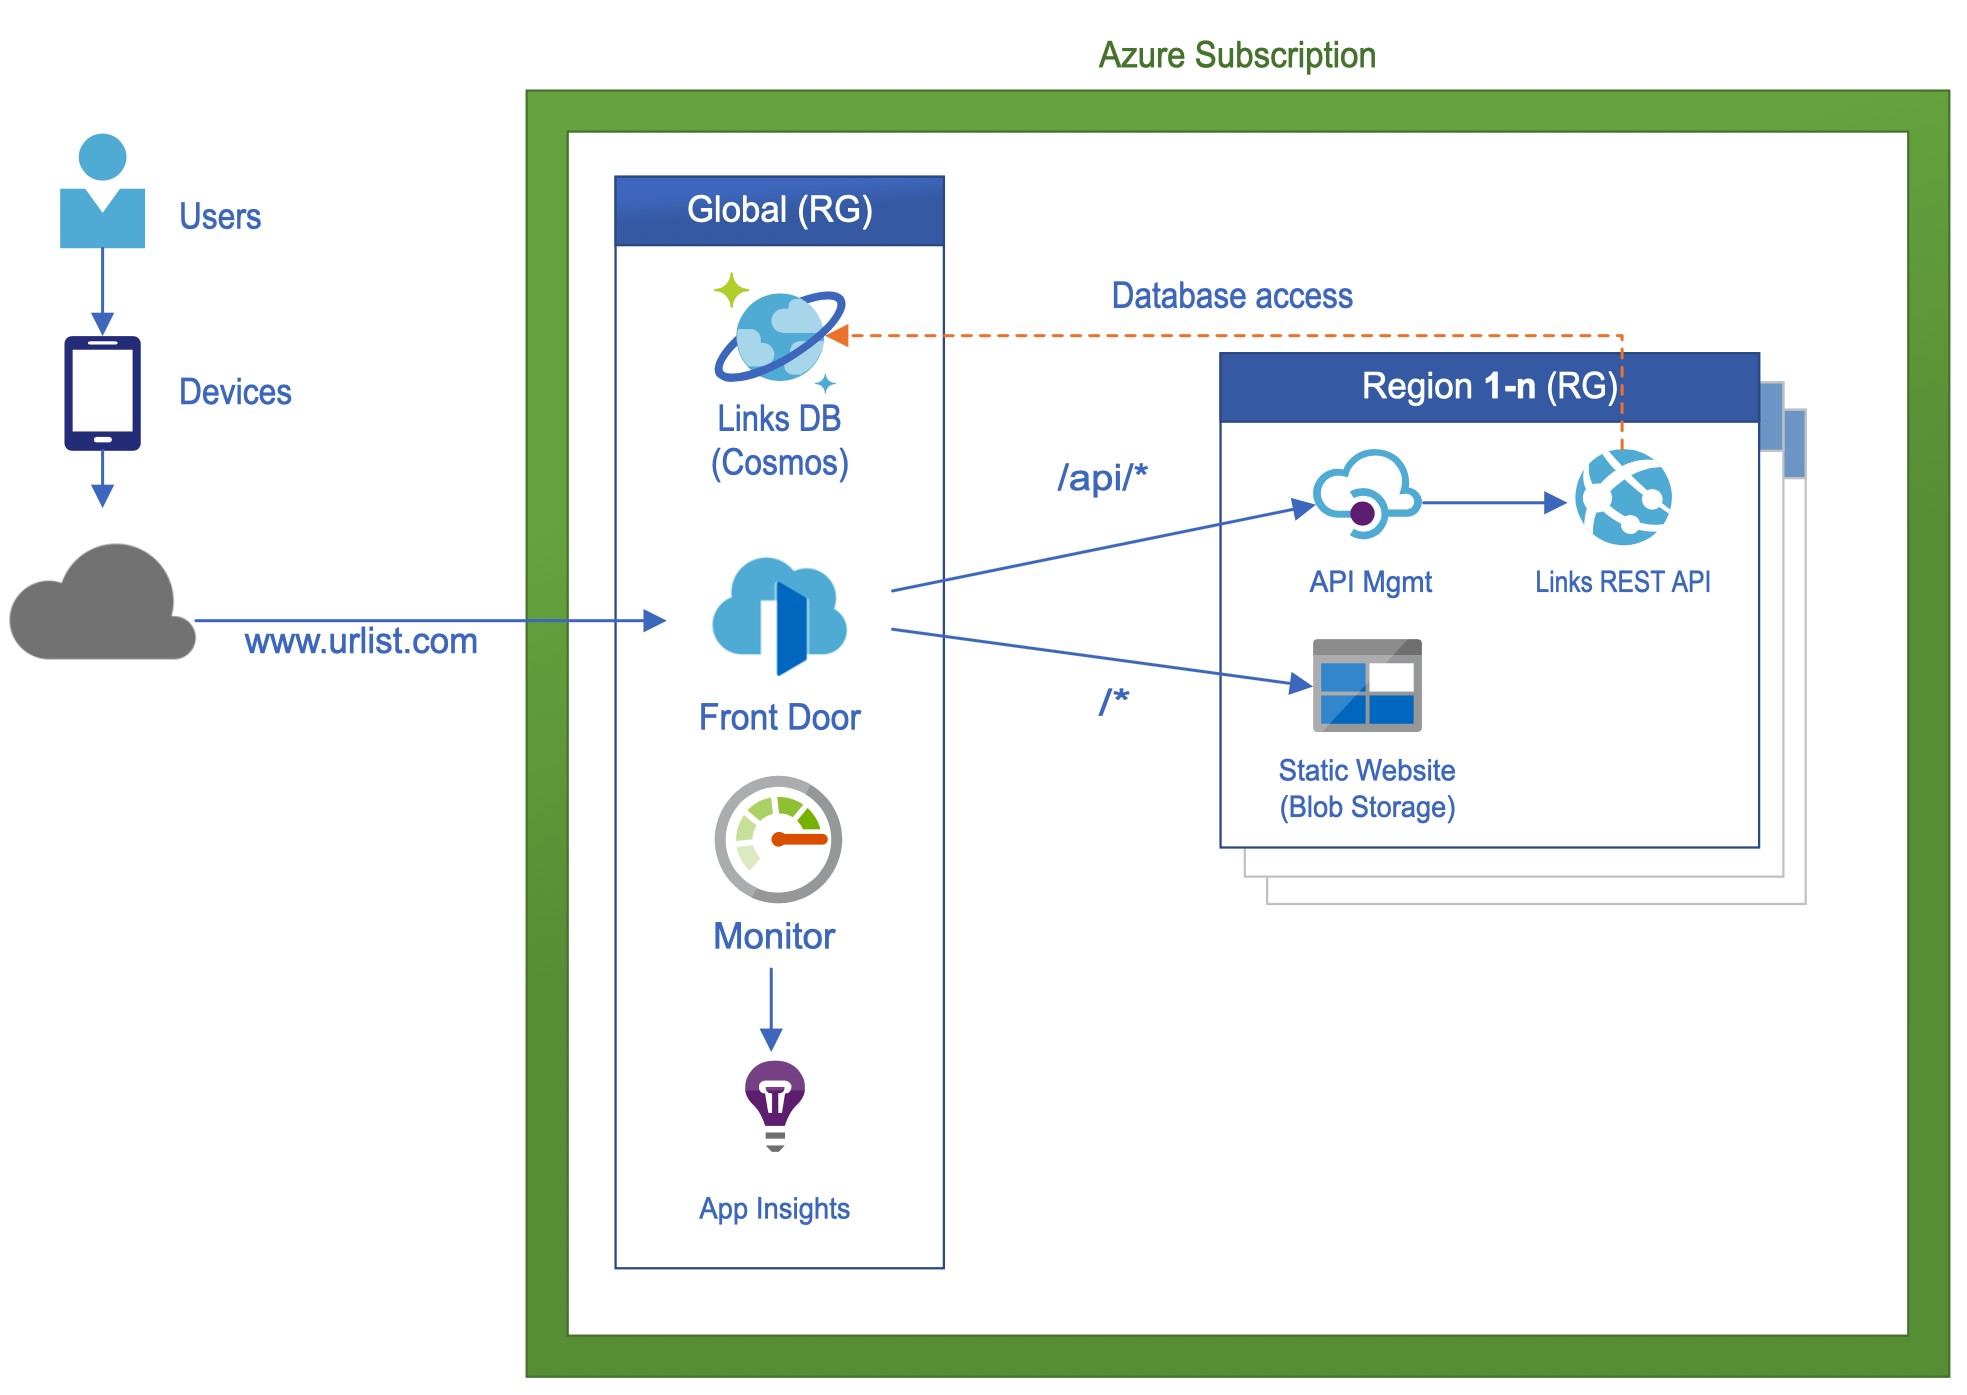 Azure Subscription
Users
Devices
www.urlist.com
Global (RG)
Links DB
(Cosmos)
Front Door
Monitor
App Insights
Database access
/api/*
/*
Region 1-n (RG)
API Mgmt
Links REST API
Static Website
(Blob Storage)